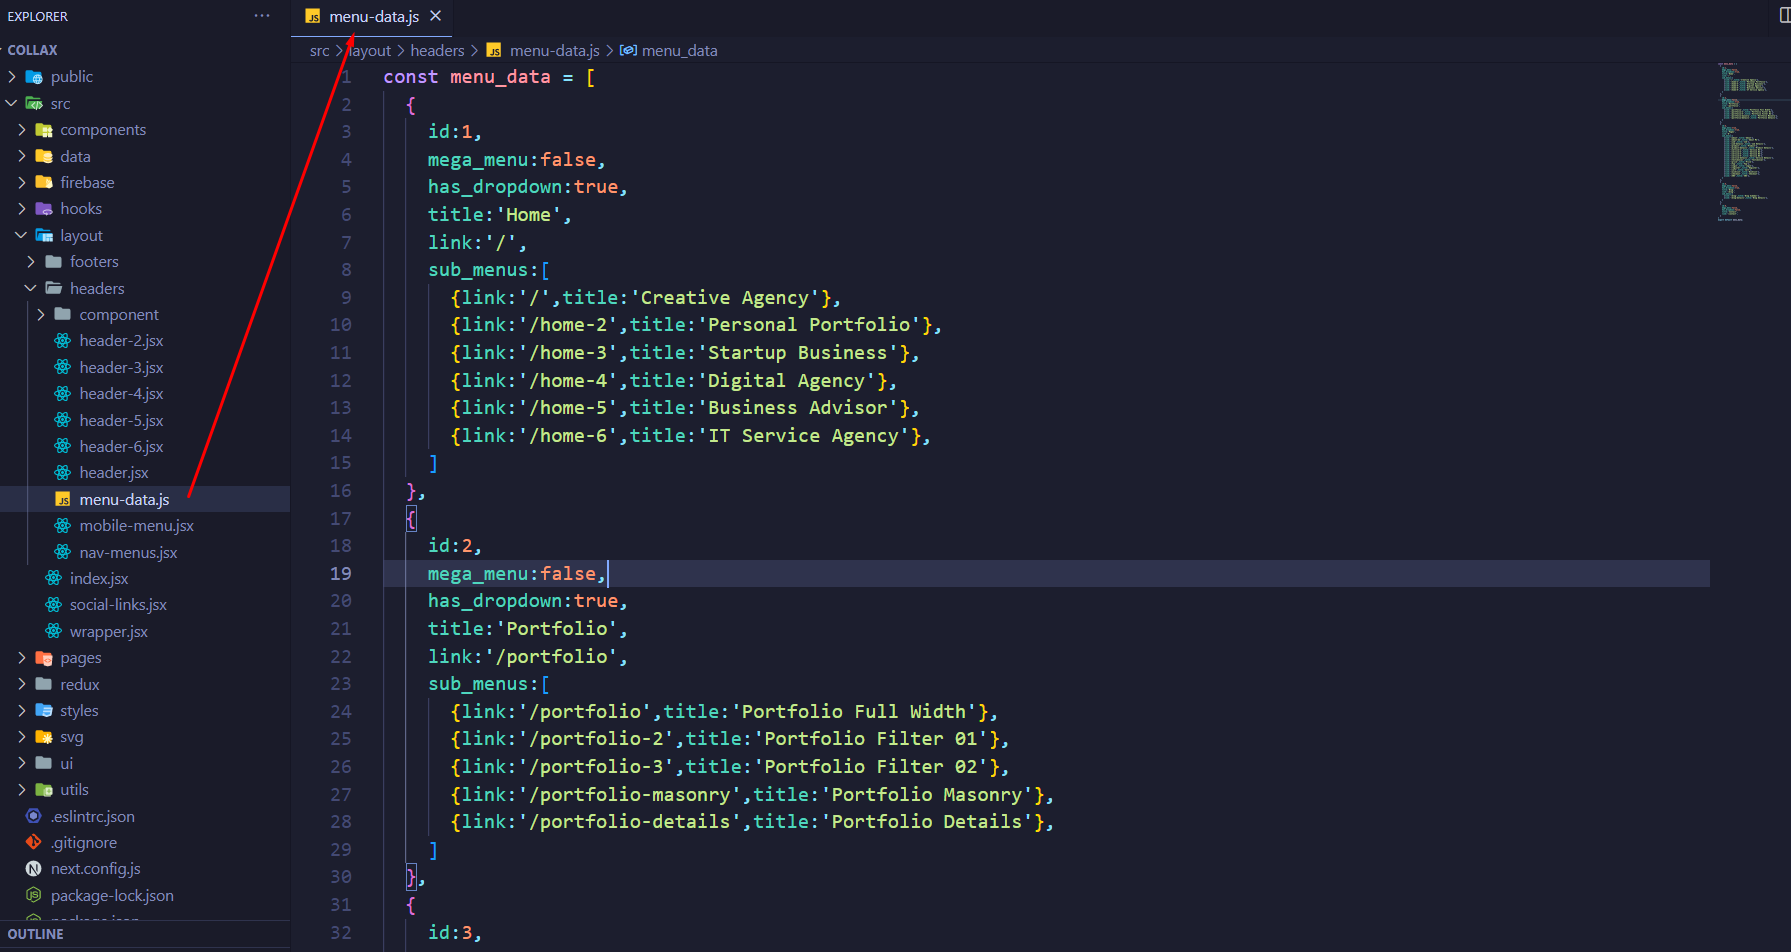 EXPLORER
COLLAX
public
src
components
data
firebase
hooks
layout
footers
headers
component
header-2.jsx
header-3.jsx
header-4.jsx
header-5.jsx
header-6.jsx
header.jsx
menu-data.js
mobile-menu.jsx
nav-menus.jsx
index.jsx
social-links.jsx
wrapper.jsx
pages
redux
styles
svg
ui
utils
.eslintrc.json
.gitignore
next.config.js
package-lock.json
package.json
OUTLINE
JS menu-data.js
src > layout > headers > JS menu-data.js > menu_data
1 const menu_data = [
2 {
3 id:1,
4 mega_menu:false,
5 has_dropdown:true,
6 title:'Home',
7 link:'/',
8 sub_menus:[
9 {link:'/',title:'Creative Agency'},
10 {link:'/home-2',title:'Personal Portfolio'},
11 {link:'/home-3',title:'Startup Business'},
12 {link:'/home-4',title:'Digital Agency'},
13 {link:'/home-5',title:'Business Advisor'},
14 {link:'/home-6',title:'IT Service Agency'},
15 ]
16 },
17 {
18 id:2,
19 mega_menu:false,
20 has_dropdown:true,
21 title:'Portfolio',
22 link:'/portfolio',
23 sub_menus:[
24 {link:'/portfolio',title:'Portfolio Full Width'},
25 {link:'/portfolio-2',title:'Portfolio Filter 01'},
26 {link:'/portfolio-3',title:'Portfolio Filter 02'},
27 {link:'/portfolio-masonry',title:'Portfolio Masonry'},
28 {link:'/portfolio-details',title:'Portfolio Details'},
29 ]
30 },
31 {
32 id:3,